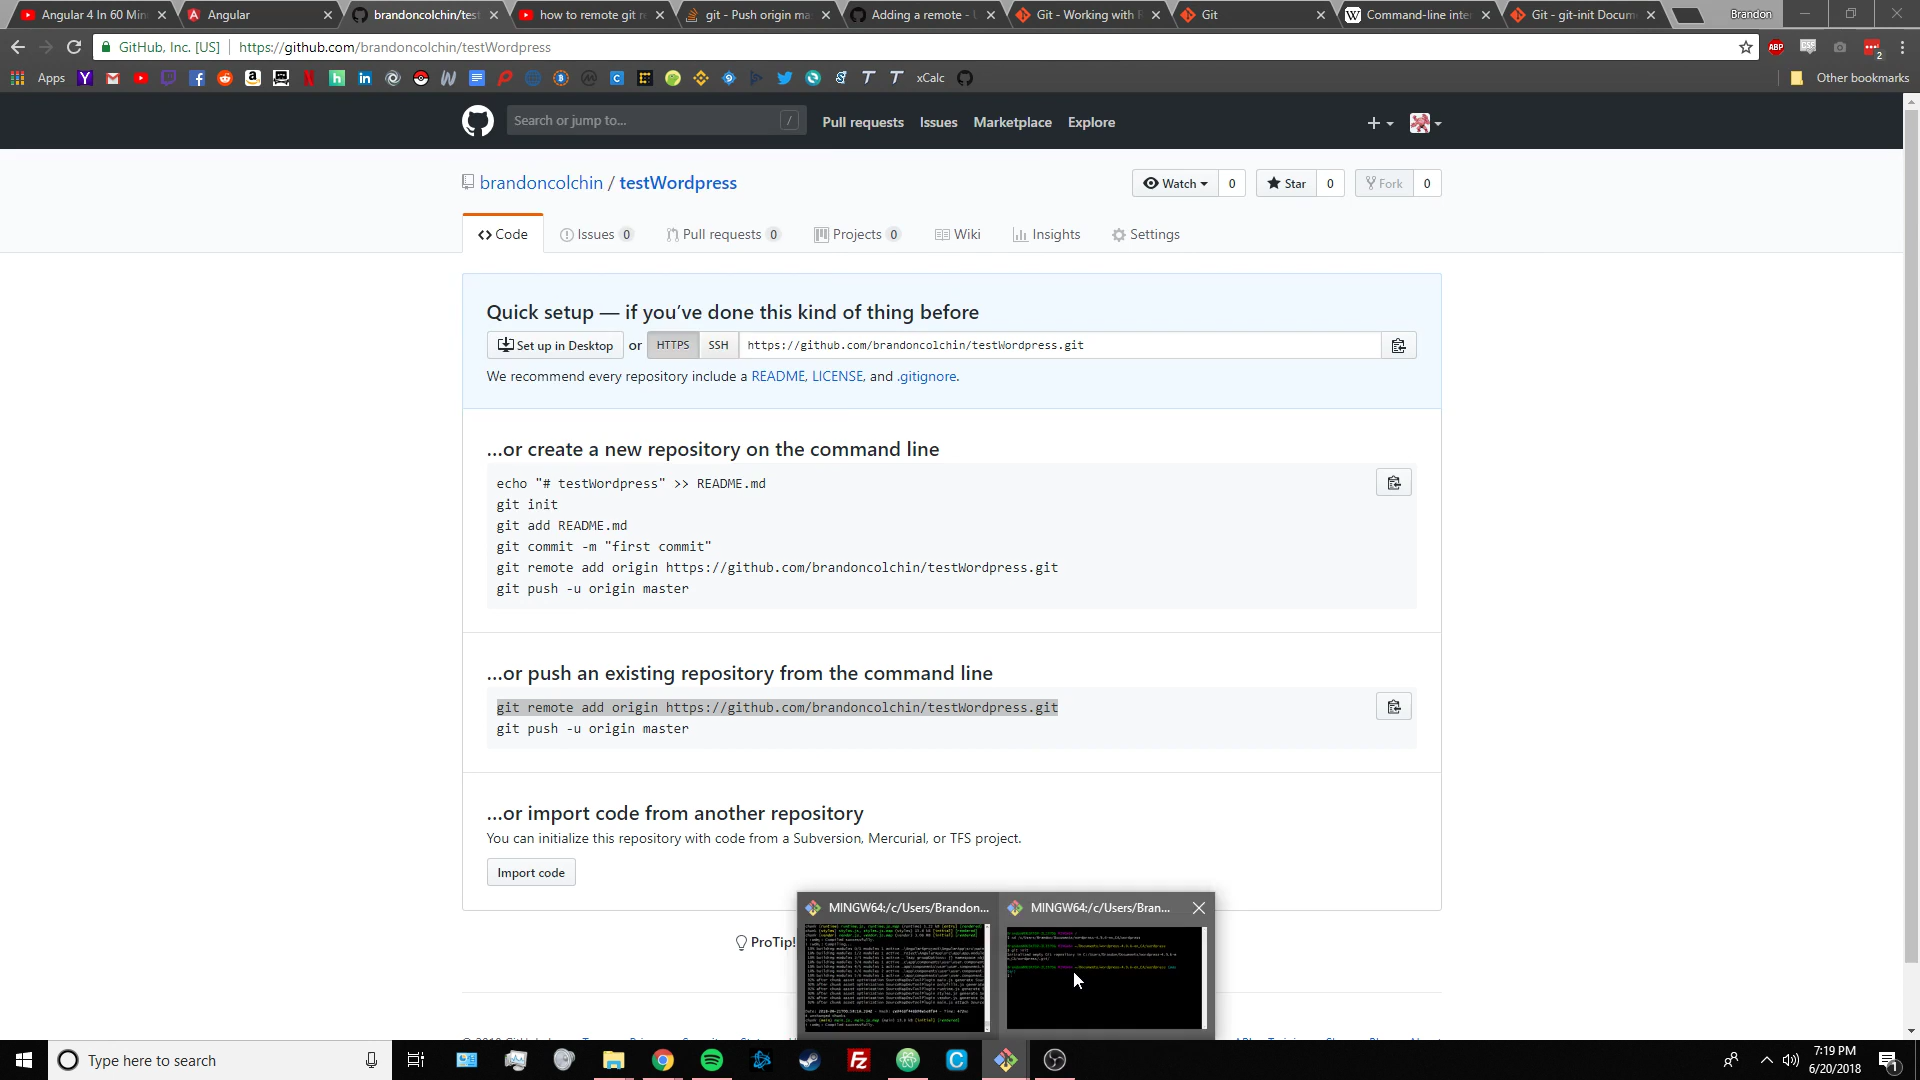 Angular 4 In 60 Min
Angular
brandoncolchin/test
how to remote git r
git - Push origin ma
Adding a remote - U
Git - Working with R
Git
Command-line inte
Git - git-init Docum
Brandon
GitHub, Inc. [US]
https://github.com/brandoncolchin/testWordpress
ABP
2
Apps
xCalc
Other bookmarks
Search or jump to...
/
Pull requests
Issues
Marketplace
Explore
brandoncolchin / testWordpress
Watch
0
Star
0
Fork
0
Code
Issues 0
Pull requests 0
Projects 0
Wiki
Insights
Settings
Quick setup — if you’ve done this kind of thing before
Set up in Desktop
or
HTTPS
SSH
https://github.com/brandoncolchin/testWordpress.git
We recommend every repository include a README, LICENSE, and .gitignore.
…or create a new repository on the command line
echo "# testWordpress" >> README.md
git init
git add README.md
git commit -m "first commit"
git remote add origin https://github.com/brandoncolchin/testWordpress.git
git push -u origin master
…or push an existing repository from the command line
git remote add origin https://github.com/brandoncolchin/testWordpress.git
git push -u origin master
…or import code from another repository
You can initialize this repository with code from a Subversion, Mercurial, or TFS project.
Import code
ProTip!
MINGW64:/c/Users/Brandon...
MINGW64:/c/Users/Bran...
Type here to search
7:19 PM
6/20/2018
1